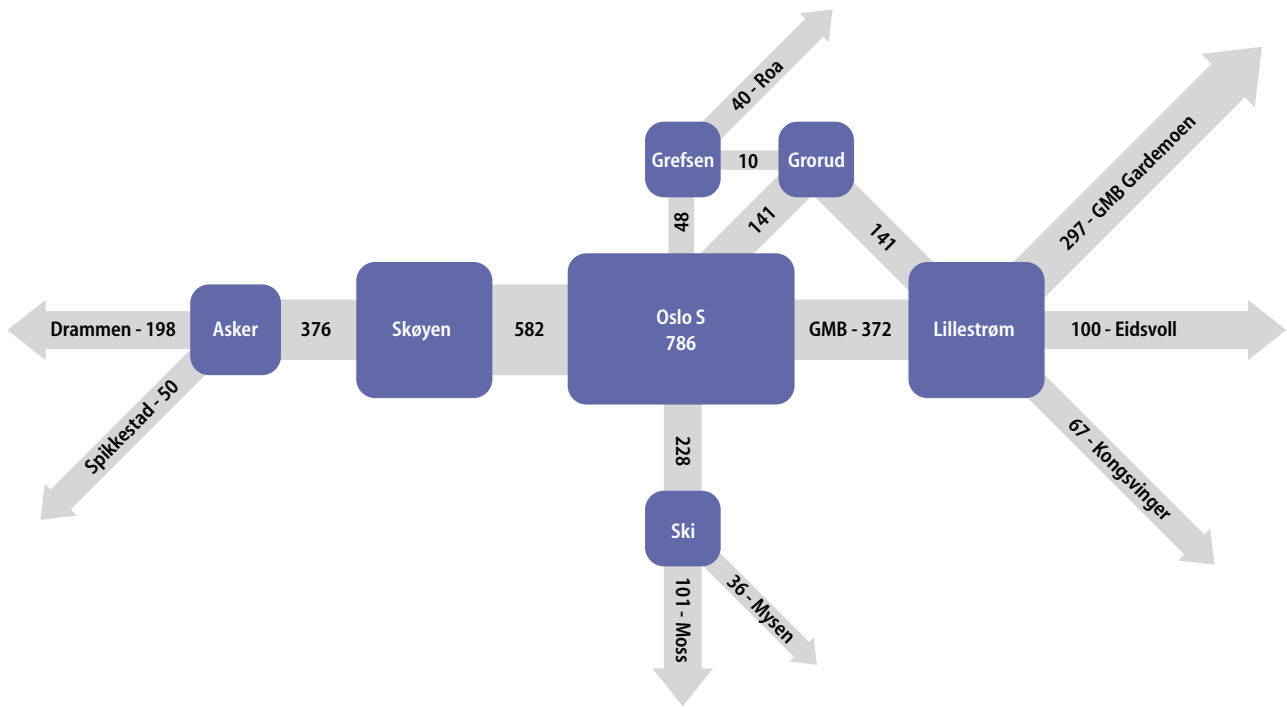 40 - Roa
Grefsen
10
Grorud
297 - GMB Gardemoen
48
141
141
Drammen - 198
Asker
376
Skøyen
582
Oslo S
786
GMB - 372
Lillestrøm
100 - Eidsvoll
Spikkestad - 50
228
67 - Kongsvinger
Ski
101 - Moss
36 - Mysen